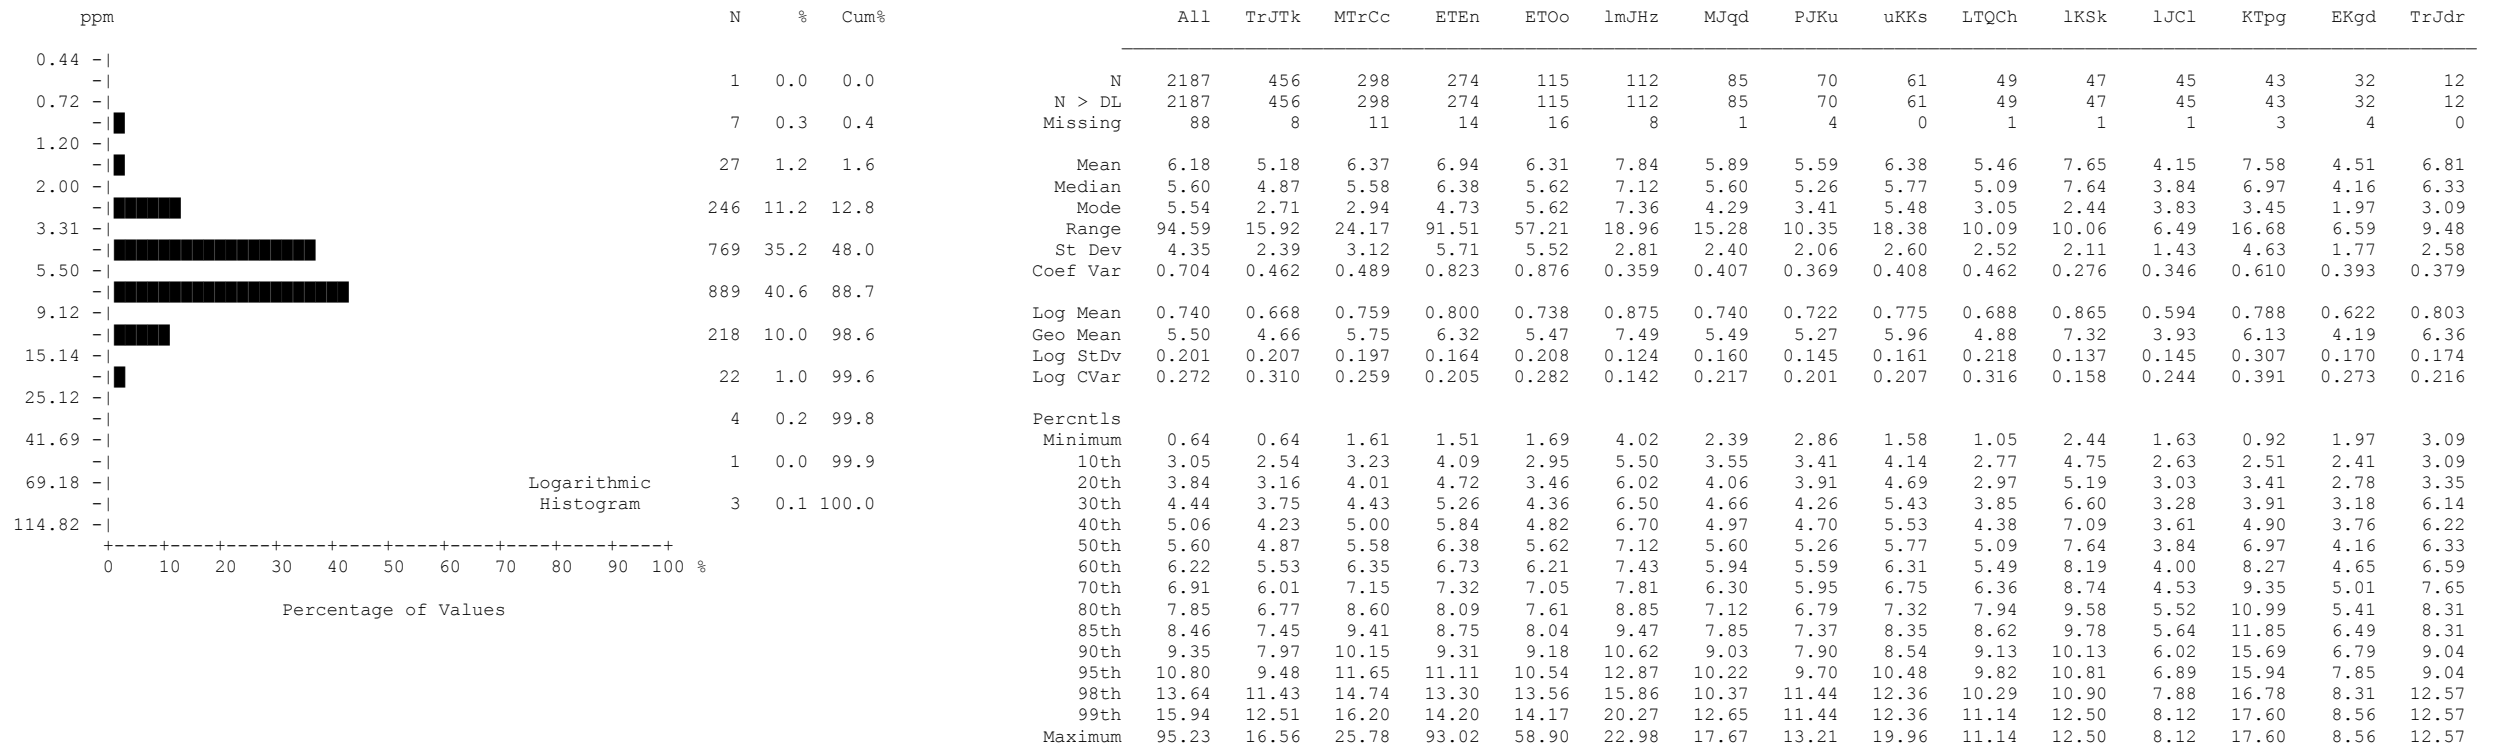 ppm N % Cum% All TrJTk MTrCc ETEn ETOo lmJHz MJqd PJKu uKKs LTQCh lKSk lJCl KTpg EKgd TrJdr
0.44 -|
-| 1 0.0 0.0 N 2187 456 298 274 115 112 85 70 61 49 47 45 43 32 12
0.72 -| N > DL 2187 456 298 274 115 112 85 70 61 49 47 45 43 32 12
-| 7 0.3 0.4 Missing 88 8 11 14 16 8 1 4 0 1 1 1 3 4 0
1.20 -|
-| 27 1.2 1.6 Mean 6.18 5.18 6.37 6.94 6.31 7.84 5.89 5.59 6.38 5.46 7.65 4.15 7.58 4.51 6.81
2.00 -| Median 5.60 4.87 5.58 6.38 5.62 7.12 5.60 5.26 5.77 5.09 7.64 3.84 6.97 4.16 6.33
-| 246 11.2 12.8 Mode 5.54 2.71 2.94 4.73 5.62 7.36 4.29 3.41 5.48 3.05 2.44 3.83 3.45 1.97 3.09
3.31 -| Range 94.59 15.92 24.17 91.51 57.21 18.96 15.28 10.35 18.38 10.09 10.06 6.49 16.68 6.59 9.48
-| 769 35.2 48.0 St Dev 4.35 2.39 3.12 5.71 5.52 2.81 2.40 2.06 2.60 2.52 2.11 1.43 4.63 1.77 2.58
5.50 -| Coef Var 0.704 0.462 0.489 0.823 0.876 0.359 0.407 0.369 0.408 0.462 0.276 0.346 0.610 0.393 0.379
-| 889 40.6 88.7
9.12 -| Log Mean 0.740 0.668 0.759 0.800 0.738 0.875 0.740 0.722 0.775 0.688 0.865 0.594 0.788 0.622 0.803
-| 218 10.0 98.6 Geo Mean 5.50 4.66 5.75 6.32 5.47 7.49 5.49 5.27 5.96 4.88 7.32 3.93 6.13 4.19 6.36
15.14 -| Log StDv 0.201 0.207 0.197 0.164 0.208 0.124 0.160 0.145 0.161 0.218 0.137 0.145 0.307 0.170 0.174
-| 22 1.0 99.6 Log CVar 0.272 0.310 0.259 0.205 0.282 0.142 0.217 0.201 0.207 0.316 0.158 0.244 0.391 0.273 0.216
25.12 -|
-| 4 0.2 99.8 Percntls
41.69 -| Minimum 0.64 0.64 1.61 1.51 1.69 4.02 2.39 2.86 1.58 1.05 2.44 1.63 0.92 1.97 3.09
-| 1 0.0 99.9 10th 3.05 2.54 3.23 4.09 2.95 5.50 3.55 3.41 4.14 2.77 4.75 2.63 2.51 2.41 3.09
69.18 -| Logarithmic 20th 3.84 3.16 4.01 4.72 3.46 6.02 4.06 3.91 4.69 2.97 5.19 3.03 3.41 2.78 3.35
-| Histogram 3 0.1 100.0 30th 4.44 3.75 4.43 5.26 4.36 6.50 4.66 4.26 5.43 3.85 6.60 3.28 3.91 3.18 6.14
114.82 -| 40th 5.06 4.23 5.00 5.84 4.82 6.70 4.97 4.70 5.53 4.38 7.09 3.61 4.90 3.76 6.22
+----+----+----+----+----+----+----+----+----+----+ 50th 5.60 4.87 5.58 6.38 5.62 7.12 5.60 5.26 5.77 5.09 7.64 3.84 6.97 4.16 6.33
0 10 20 30 40 50 60 70 80 90 100 % 60th 6.22 5.53 6.35 6.73 6.21 7.43 5.94 5.59 6.31 5.49 8.19 4.00 8.27 4.65 6.59
70th 6.91 6.01 7.15 7.32 7.05 7.81 6.30 5.95 6.75 6.36 8.74 4.53 9.35 5.01 7.65
Percentage of Values 80th 7.85 6.77 8.60 8.09 7.61 8.85 7.12 6.79 7.32 7.94 9.58 5.52 10.99 5.41 8.31
85th 8.46 7.45 9.41 8.75 8.04 9.47 7.85 7.37 8.35 8.62 9.78 5.64 11.85 6.49 8.31
90th 9.35 7.97 10.15 9.31 9.18 10.62 9.03 7.90 8.54 9.13 10.13 6.02 15.69 6.79 9.04
95th 10.80 9.48 11.65 11.11 10.54 12.87 10.22 9.70 10.48 9.82 10.81 6.89 15.94 7.85 9.04
98th 13.64 11.43 14.74 13.30 13.56 15.86 10.37 11.44 12.36 10.29 10.90 7.88 16.78 8.31 12.57
99th 15.94 12.51 16.20 14.20 14.17 20.27 12.65 11.44 12.36 11.14 12.50 8.12 17.60 8.56 12.57
Maximum 95.23 16.56 25.78 93.02 58.90 22.98 17.67 13.21 19.96 11.14 12.50 8.12 17.60 8.56 12.57